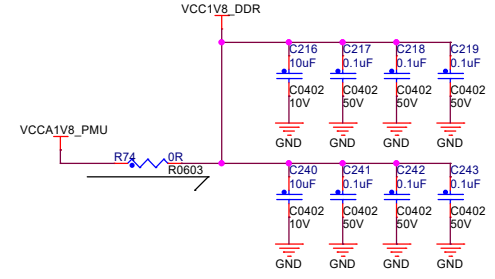 VCC1V8_DDR
C216 C217 C218 C219
10uF 0.1uF 0.1uF 0.1uF
C0402 C0402 C0402 C0402
10V 50V 50V 50V
GND GND GND GND
VCCA1V8_PMU
R74 0R
R0603
C240 C241 C242 C243
10uF 0.1uF 0.1uF 0.1uF
C0402 C0402 C0402 C0402
10V 50V 50V 50V
GND GND GND GND